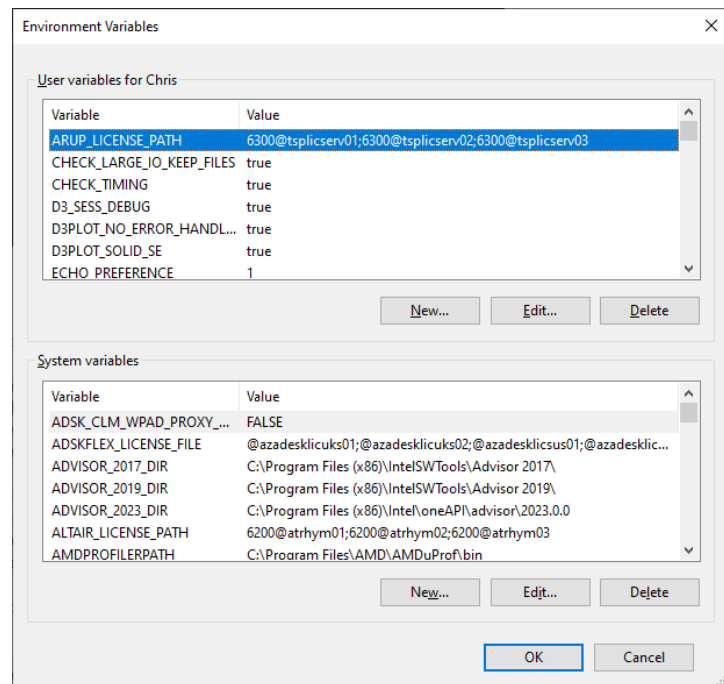 Environment Variables
User variables for Chris
Variable Value
ARUP_LICENSE_PATH 6300@tsplicserv01;6300@tsplicserv02;6300@tsplicserv03
CHECK_LARGE_IO_KEEP_FILES true
CHECK_TIMING true
D3_SESS_DEBUG true
D3PLOT_NO_ERROR_HANDL... true
D3PLOT_SOLID_SE true
ECHO_PREFERENCE 1
New... Edit... Delete
System variables
Variable Value
ADSK_CLM_WPAD_PROXY_... FALSE
ADSKFLEX_LICENSE_FILE @azadesklicuks01;@azadesklicuks02;@azadesklicsus01;@azadesklic...
ADVISOR_2017_DIR C:\Program Files (x86)\IntelSWTools\Advisor 2017\
ADVISOR_2019_DIR C:\Program Files (x86)\IntelSWTools\Advisor 2019\
ADVISOR_2023_DIR C:\Program Files (x86)\Intel\oneAPI\advisor\2023.0.0
ALTAIR_LICENSE_PATH 6200@atrhym01;6200@atrhym02;6200@atrhym03
AMDPROFILERPATH C:\Program Files\AMD\AMDuProf\bin
New... Edit... Delete
OK Cancel